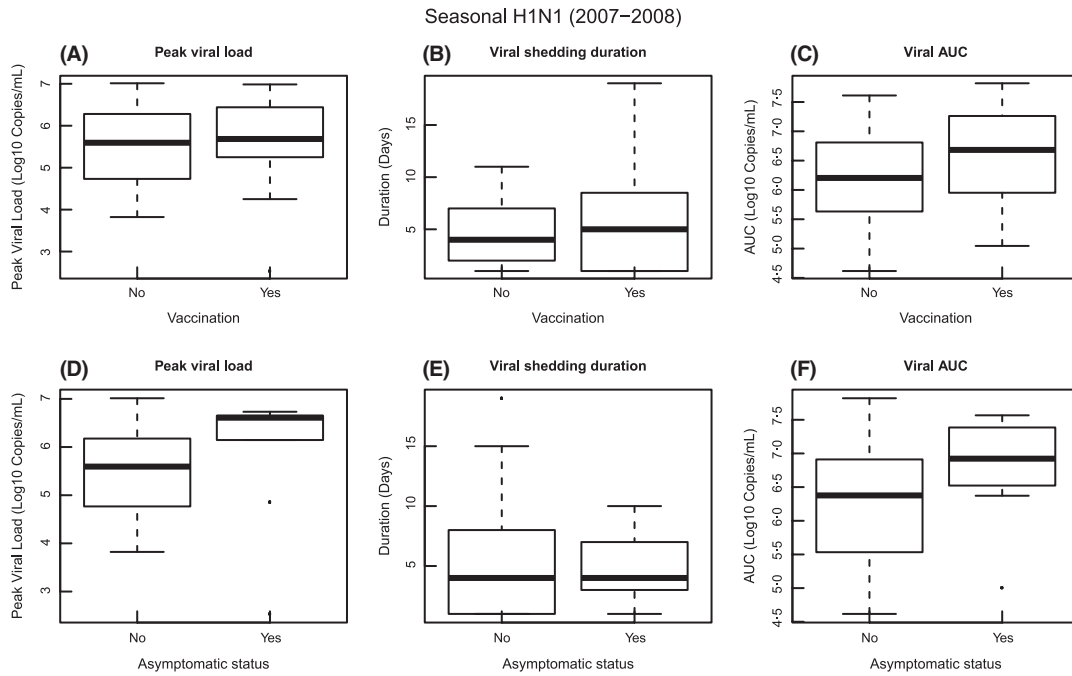 Seasonal H1N1 (2007–2008)
(A) Peak viral load
Peak Viral Load (Log10 Copies/mL)
7
6
5
4
3
No Yes
Vaccination
(B) Viral shedding duration
Duration (Days)
15
10
5
No Yes
Vaccination
(C) Viral AUC
AUC (Log10 Copies/mL)
7·5
7·0
6·5
6·0
5·5
5·0
4·5
No Yes
Vaccination
(D) Peak viral load
Peak Viral Load (Log10 Copies/mL)
7
6
5
4
3
No Yes
Asymptomatic status
(E) Viral shedding duration
Duration (Days)
15
10
5
No Yes
Asymptomatic status
(F) Viral AUC
AUC (Log10 Copies/mL)
7·5
7·0
6·5
6·0
5·5
5·0
4·5
No Yes
Asymptomatic status